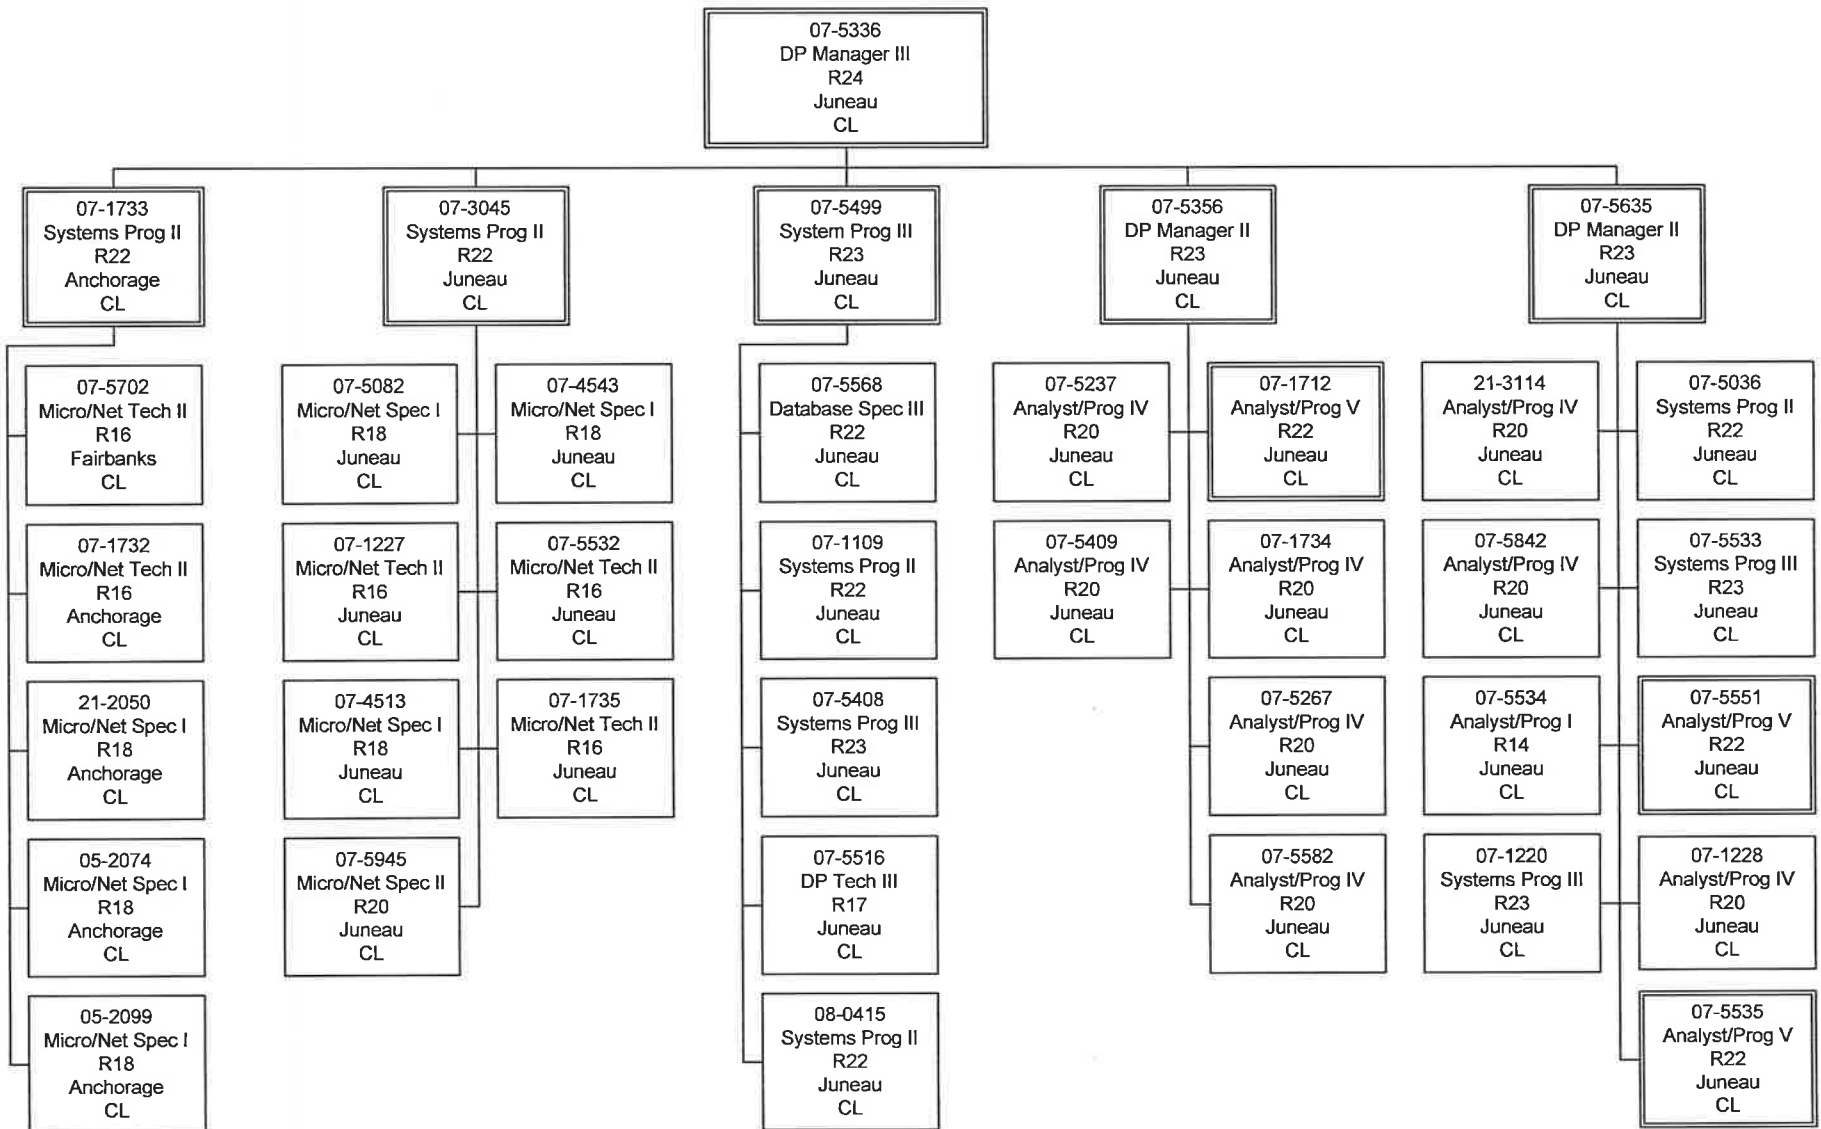 07-5336
DP Manager III
R24
Juneau
CL
07-1733
Systems Prog II
R22
Anchorage
CL
07-3045
Systems Prog II
R22
Juneau
CL
07-5499
System Prog III
R23
Juneau
CL
07-5356
DP Manager II
R23
Juneau
CL
07-5635
DP Manager II
R23
Juneau
CL
07-5702
Micro/Net Tech II
R16
Fairbanks
CL
07-1732
Micro/Net Tech II
R16
Anchorage
CL
21-2050
Micro/Net Spec I
R18
Anchorage
CL
05-2074
Micro/Net Spec I
R18
Anchorage
CL
05-2099
Micro/Net Spec I
R18
Anchorage
CL
07-5082
Micro/Net Spec I
R18
Juneau
CL
07-4543
Micro/Net Spec I
R18
Juneau
CL
07-1227
Micro/Net Tech II
R16
Juneau
CL
07-5532
Micro/Net Tech II
R16
Juneau
CL
07-4513
Micro/Net Spec I
R18
Juneau
CL
07-1735
Micro/Net Tech II
R16
Juneau
CL
07-5945
Micro/Net Spec II
R20
Juneau
CL
07-5568
Database Spec III
R22
Juneau
CL
07-1109
Systems Prog II
R22
Juneau
CL
07-5408
Systems Prog III
R23
Juneau
CL
07-5516
DP Tech III
R17
Juneau
CL
08-0415
Systems Prog II
R22
Juneau
CL
07-5237
Analyst/Prog IV
R20
Juneau
CL
07-1712
Analyst/Prog V
R22
Juneau
CL
07-5409
Analyst/Prog IV
R20
Juneau
CL
07-1734
Analyst/Prog IV
R20
Juneau
CL
07-5267
Analyst/Prog IV
R20
Juneau
CL
07-5582
Analyst/Prog IV
R20
Juneau
CL
21-3114
Analyst/Prog IV
R20
Juneau
CL
07-5036
Systems Prog II
R22
Juneau
CL
07-5842
Analyst/Prog IV
R20
Juneau
CL
07-5533
Systems Prog III
R23
Juneau
CL
07-5534
Analyst/Prog I
R14
Juneau
CL
07-5551
Analyst/Prog V
R22
Juneau
CL
07-1220
Systems Prog III
R23
Juneau
CL
07-1228
Analyst/Prog IV
R20
Juneau
CL
07-5535
Analyst/Prog V
R22
Juneau
CL